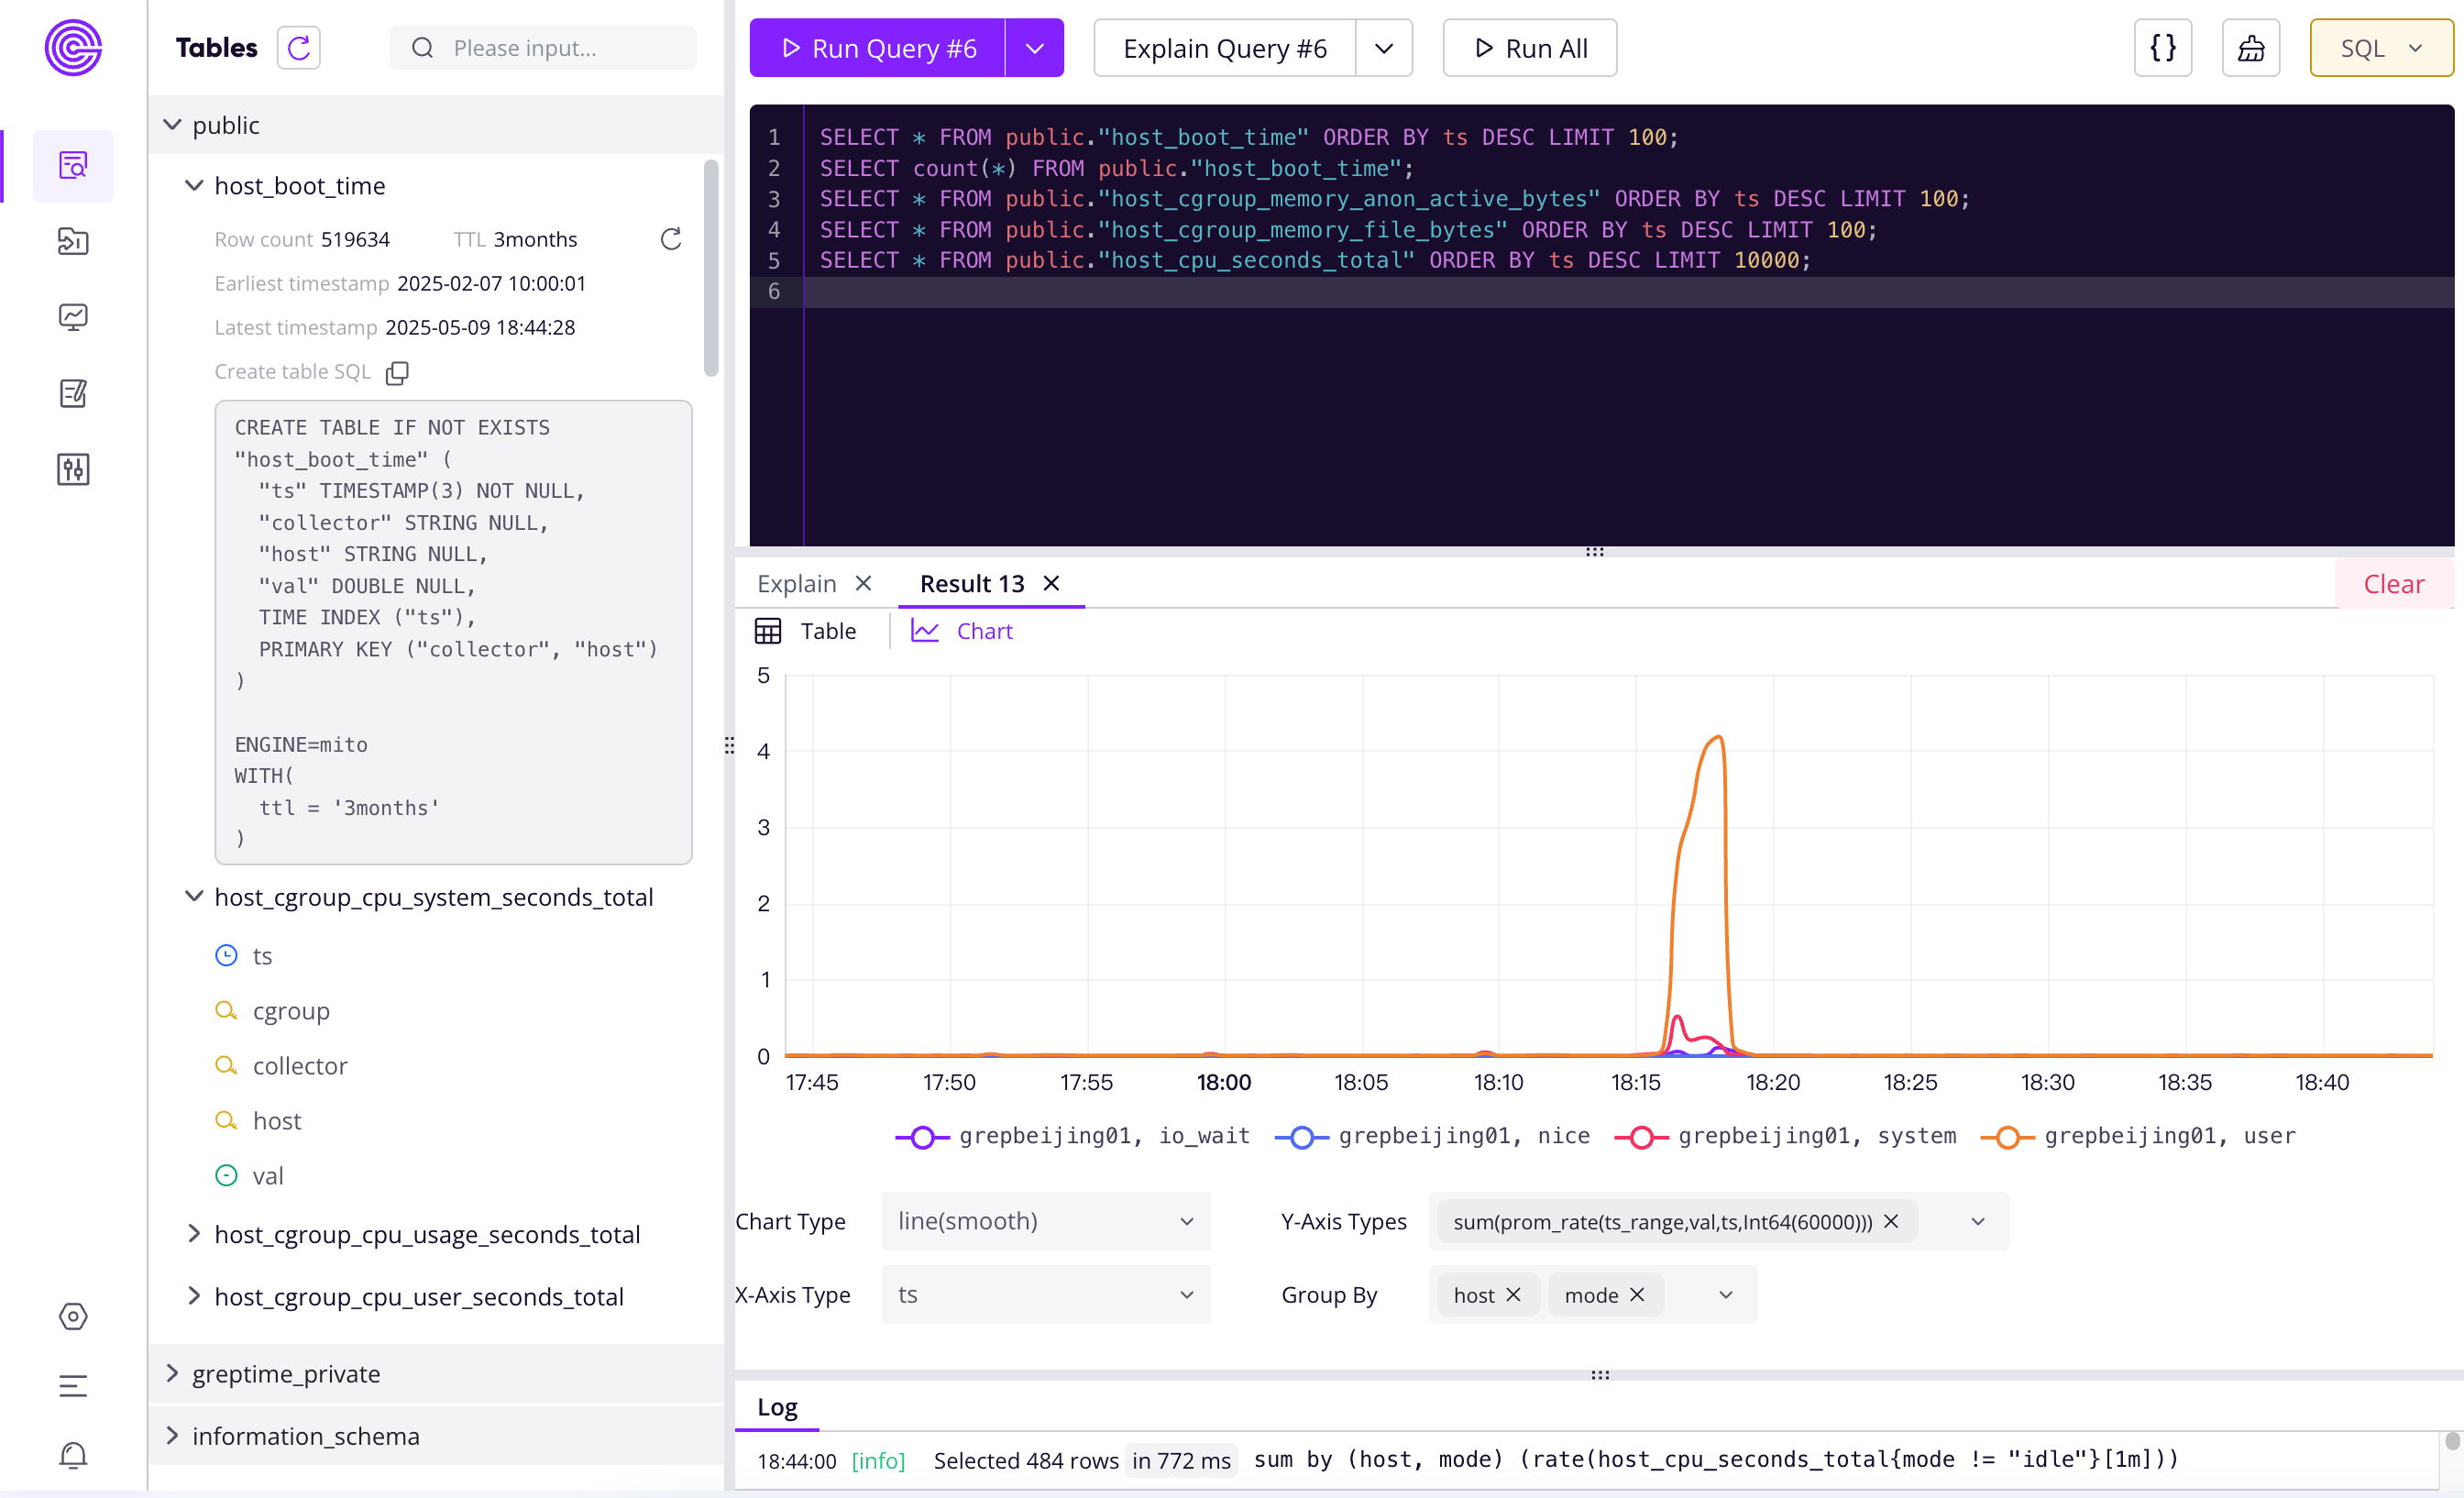 Tables
Please input...
public
host_boot_time
Row count 519634 TTL 3months
Earliest timestamp 2025-02-07 10:00:01
Latest timestamp 2025-05-09 18:44:28
Create table SQL
CREATE TABLE IF NOT EXISTS
"host_boot_time" (
"ts" TIMESTAMP(3) NOT NULL,
"collector" STRING NULL,
"host" STRING NULL,
"val" DOUBLE NULL,
TIME INDEX ("ts"),
PRIMARY KEY ("collector", "host")
)
ENGINE=mito
WITH(
ttl = '3months'
)
host_cgroup_cpu_system_seconds_total
ts
cgroup
collector
host
val
host_cgroup_cpu_usage_seconds_total
host_cgroup_cpu_user_seconds_total
greptime_private
information_schema
Run Query #6
Explain Query #6
Run All
{}
SQL
1 SELECT * FROM public."host_boot_time" ORDER BY ts DESC LIMIT 100;
2 SELECT count(*) FROM public."host_boot_time";
3 SELECT * FROM public."host_cgroup_memory_anon_active_bytes" ORDER BY ts DESC LIMIT 100;
4 SELECT * FROM public."host_cgroup_memory_file_bytes" ORDER BY ts DESC LIMIT 100;
5 SELECT * FROM public."host_cpu_seconds_total" ORDER BY ts DESC LIMIT 10000;
6
Explain
Result 13
Clear
Table
Chart
5
4
3
2
1
0
17:45 17:50 17:55 18:00 18:05 18:10 18:15 18:20 18:25 18:30 18:35 18:40
grepbeijing01, io_wait grepbeijing01, nice grepbeijing01, system grepbeijing01, user
Chart Type line(smooth) Y-Axis Types sum(prom_rate(ts_range,val,ts,Int64(60000)))
X-Axis Type ts Group By host mode
Log
18:44:00 [info] Selected 484 rows in 772 ms sum by (host, mode) (rate(host_cpu_seconds_total{mode != "idle"}[1m]))